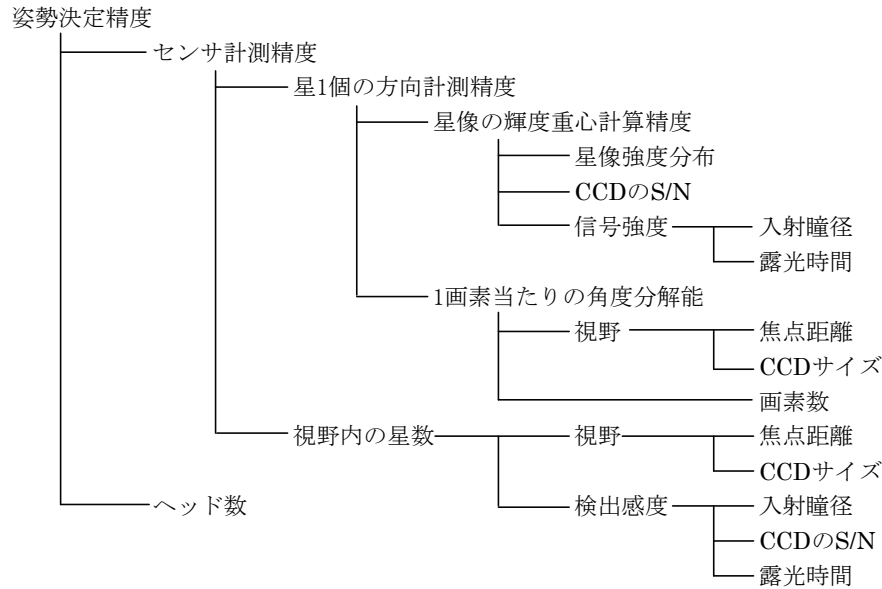 姿勢決定精度
センサ計測精度
星1個の方向計測精度
星像の輝度重心計算精度
星像強度分布
CCDのS/N
信号強度
入射瞳径
露光時間
1画素当たりの角度分解能
視野
焦点距離
CCDサイズ
画素数
視野内の星数
視野
焦点距離
CCDサイズ
ヘッド数
検出感度
入射瞳径
CCDのS/N
露光時間